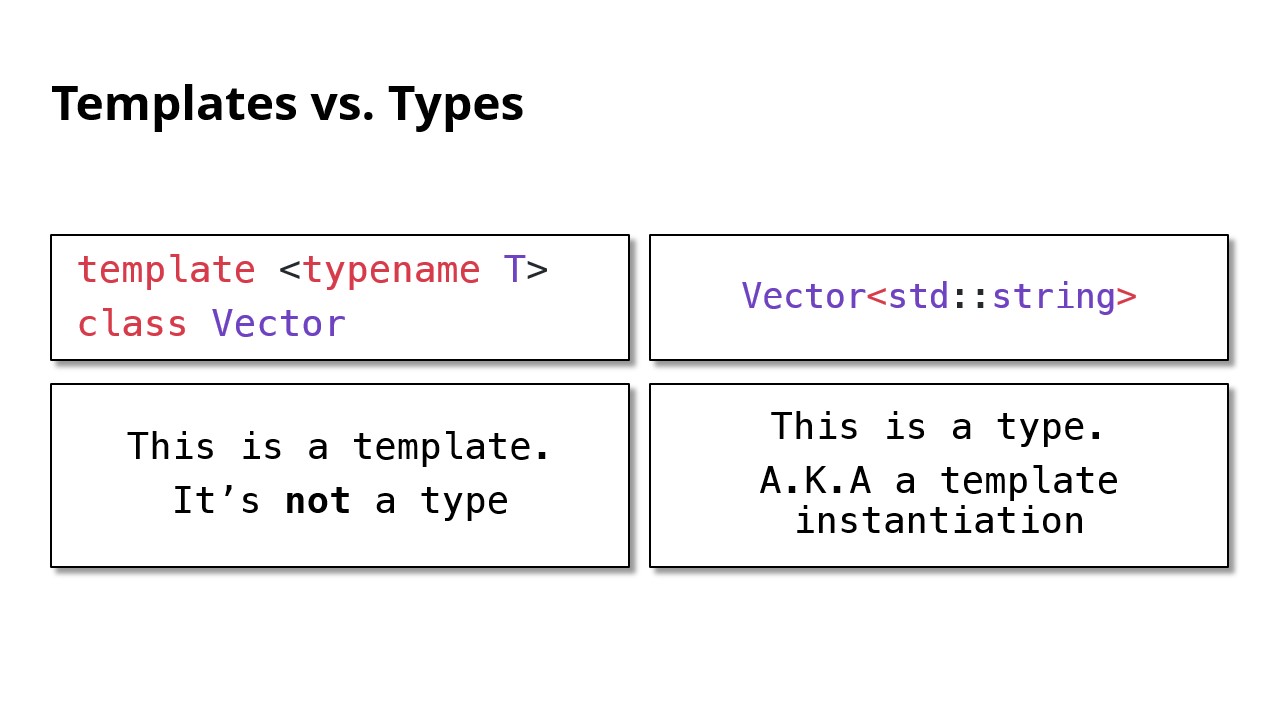 Templates vs. Types
template <typename T>
class Vector
Vector<std::string>
This is a template.
It’s not a type
This is a type.
A.K.A a template
instantiation